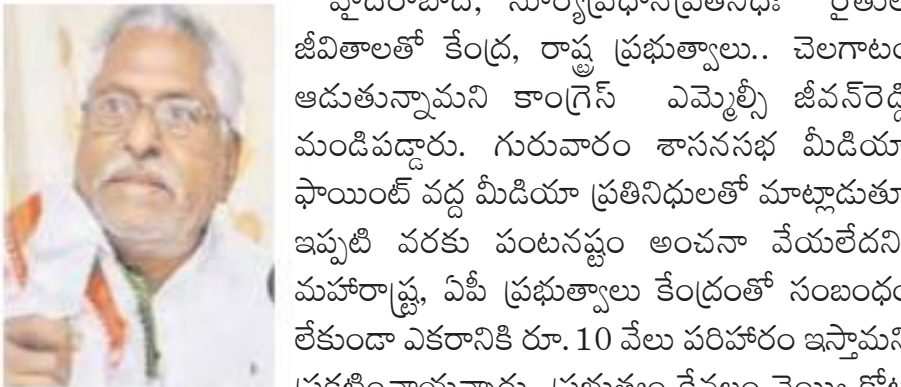 హైదరాబాద్, సూర్యప్రధానప్రతినిధిః రైతుల
జీవితాలతో కేంద్ర, రాష్ట్ర ప్రభుత్వాలు.. చెలగాటం
ఆడుతున్నామని కాంగ్రెస్ ఎమ్మెల్సీ జీవన్‌రెడ్డి
మండిపడ్డారు. గురువారం శాసనసభ మీడియా
ఫాయింట్ వద్ద మీడియా ప్రతినిధులతో మాట్లాడుతూ
ఇప్పటి వరకు పంటనష్టం అంచనా వేయలేదని
మహారాష్ట్ర, ఏపీ ప్రభుత్వాలు కేంద్రంతో సంబంధం
లేకుండా ఎకరానికి రూ.10 వేలు పరిహారం ఇస్తామని